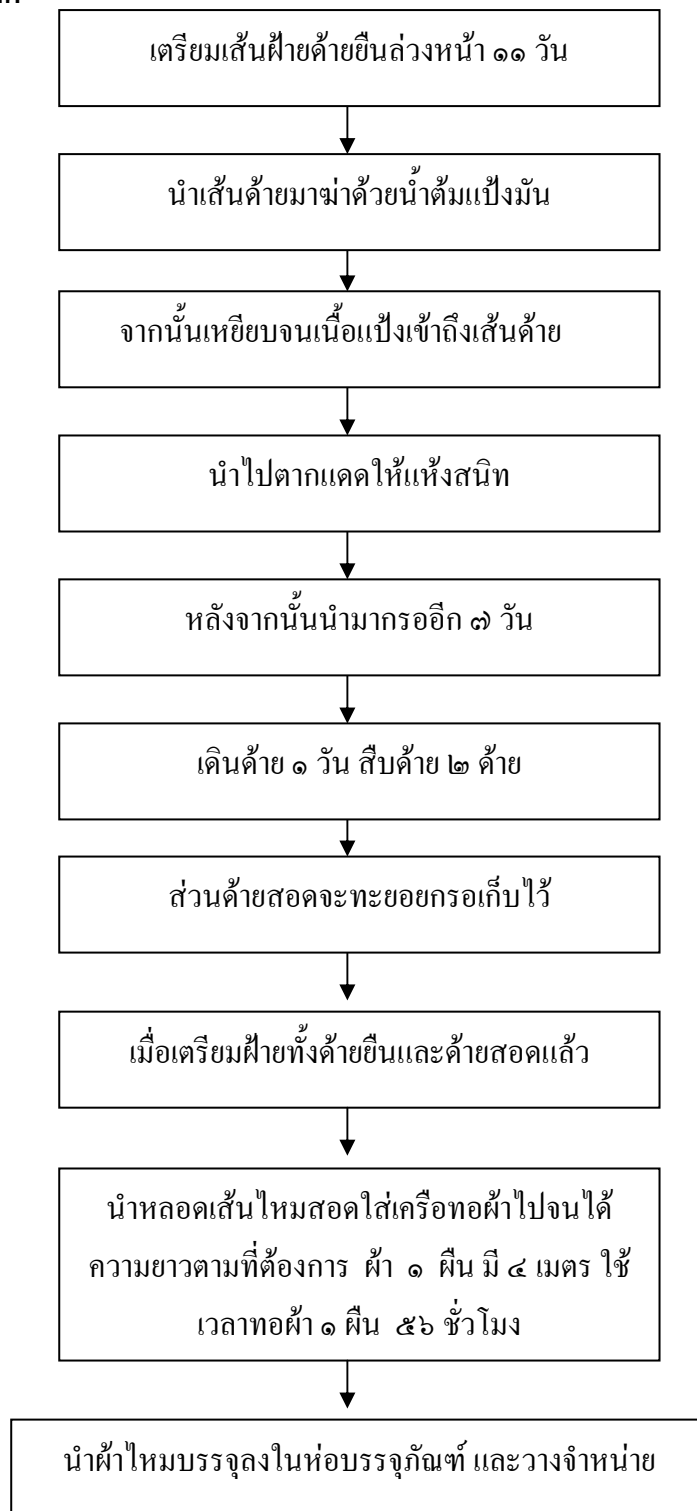 เตรียมเส้นฝ้ายด้ายยืนล่วงหน้า ๑๑ วัน
นำเส้นด้ายมาฆ่าด้วยน้ำต้มแป้งมัน
จากนั้นเหยียบจนเนื้อแป้งเข้าถึงเส้นด้าย
นำไปตากแดดให้แห้งสนิท
หลังจากนั้นนำมากรออีก ๗ วัน
เดินด้าย ๑ วัน สืบด้าย ๒ ด้าย
ส่วนด้ายสอดจะทะยอยกรอเก็บไว้
เมื่อเตรียมฝ้ายทั้งด้ายยืนและด้ายสอดแล้ว
นำหลอดเส้นไหมสอดใส่เครือทอผ้าไปจนได้
ความยาวตามที่ต้องการ ผ้า ๑ ผืน มี ๔ เมตร ใช้
เวลาทอผ้า ๑ ผืน ๕๖ ชั่วโมง
นำผ้าไหมบรรจุลงในห่อบรรจุภัณฑ์ และวางจำหน่าย